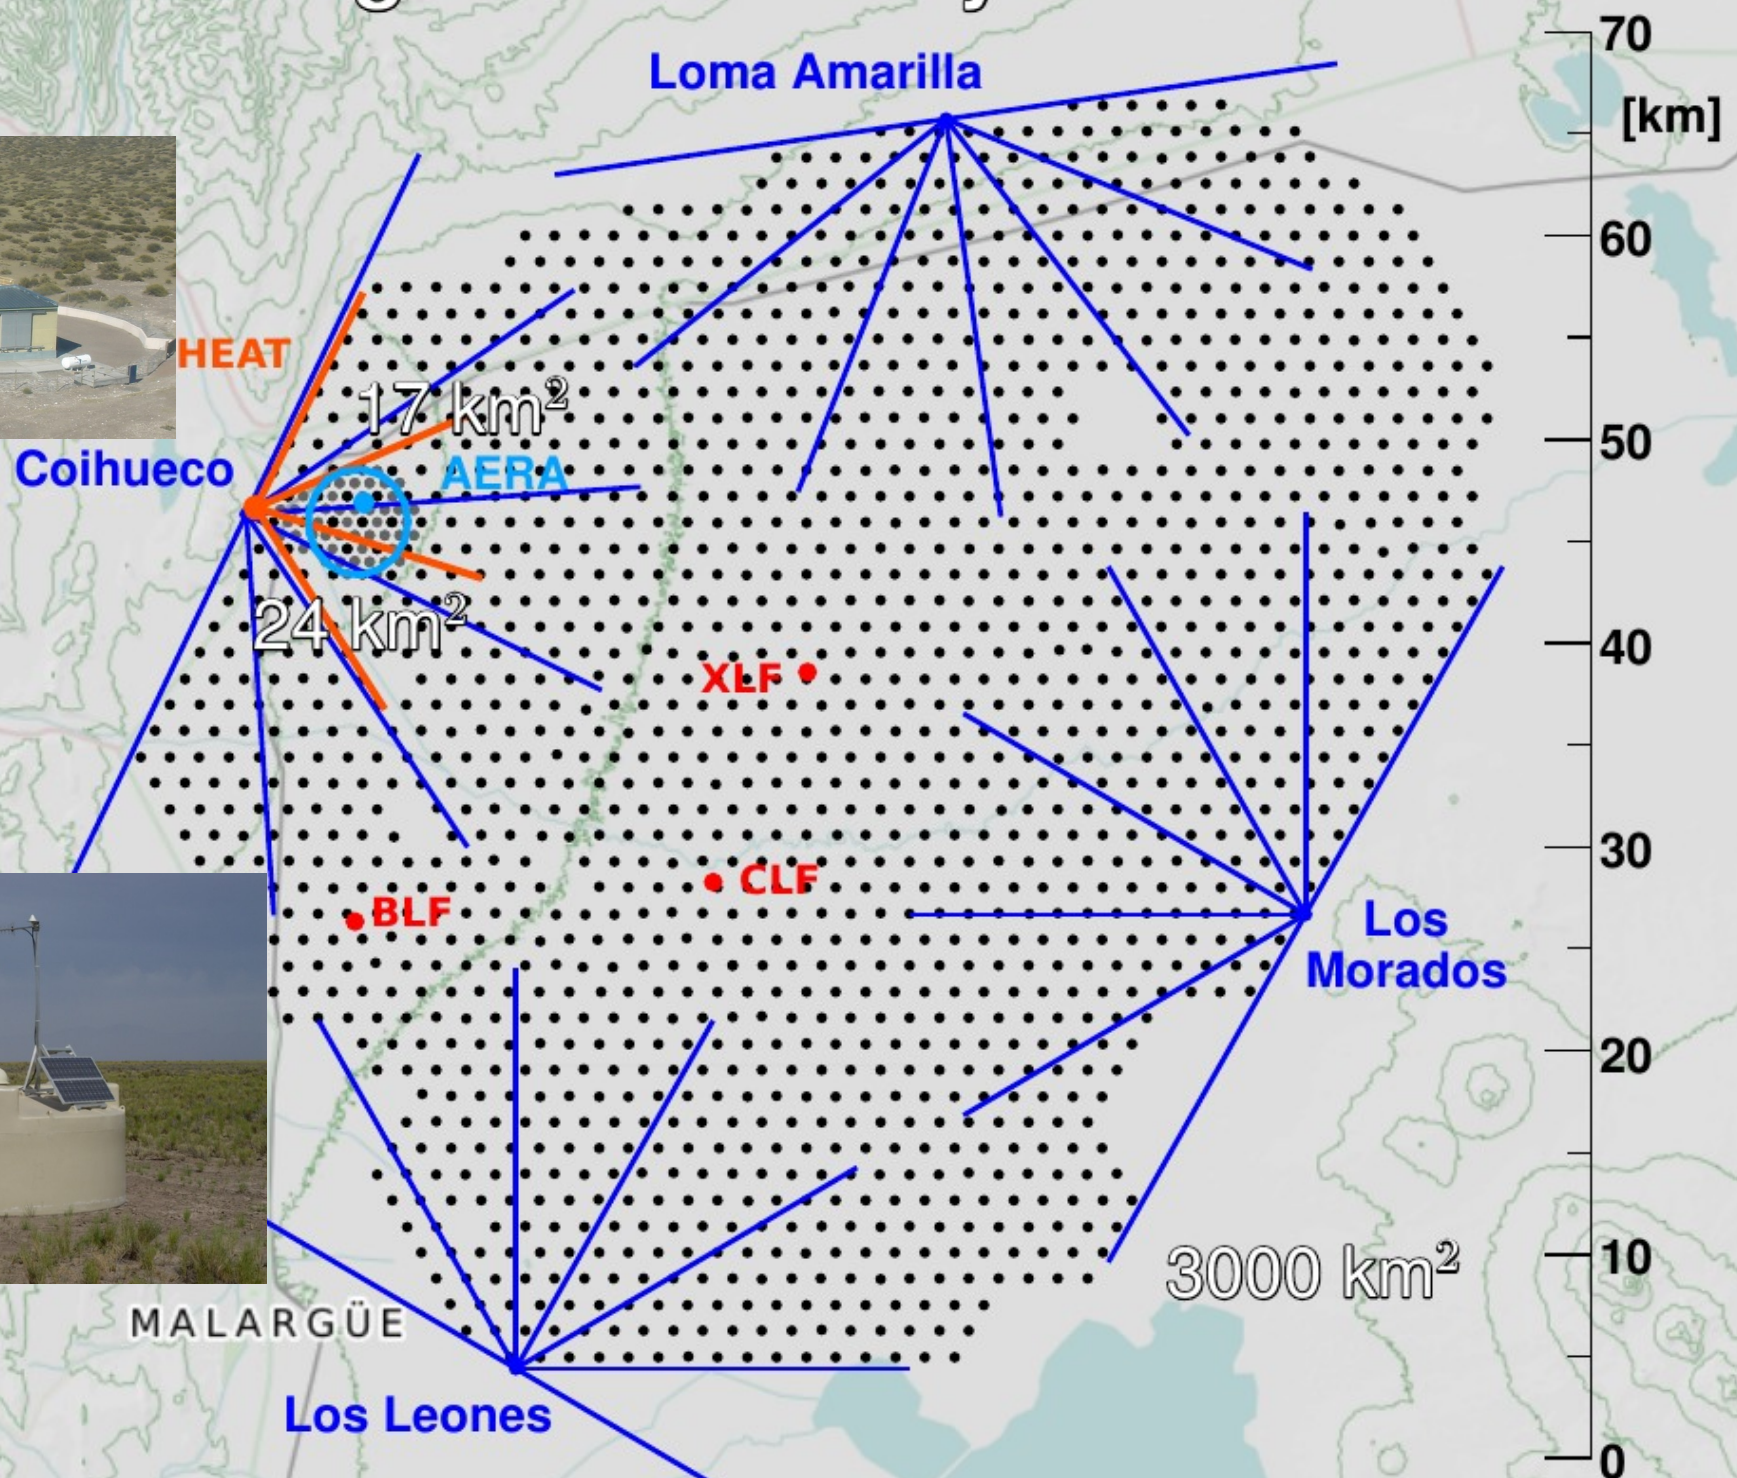 Loma Amarilla
70
[km]
60
HEAT
17 km²
50
Coihueco
AERA
24 km²
40
XLF
30
CLF
BLF
Los
Morados
20
3000 km²
10
MALARGÜE
Los Leones
0